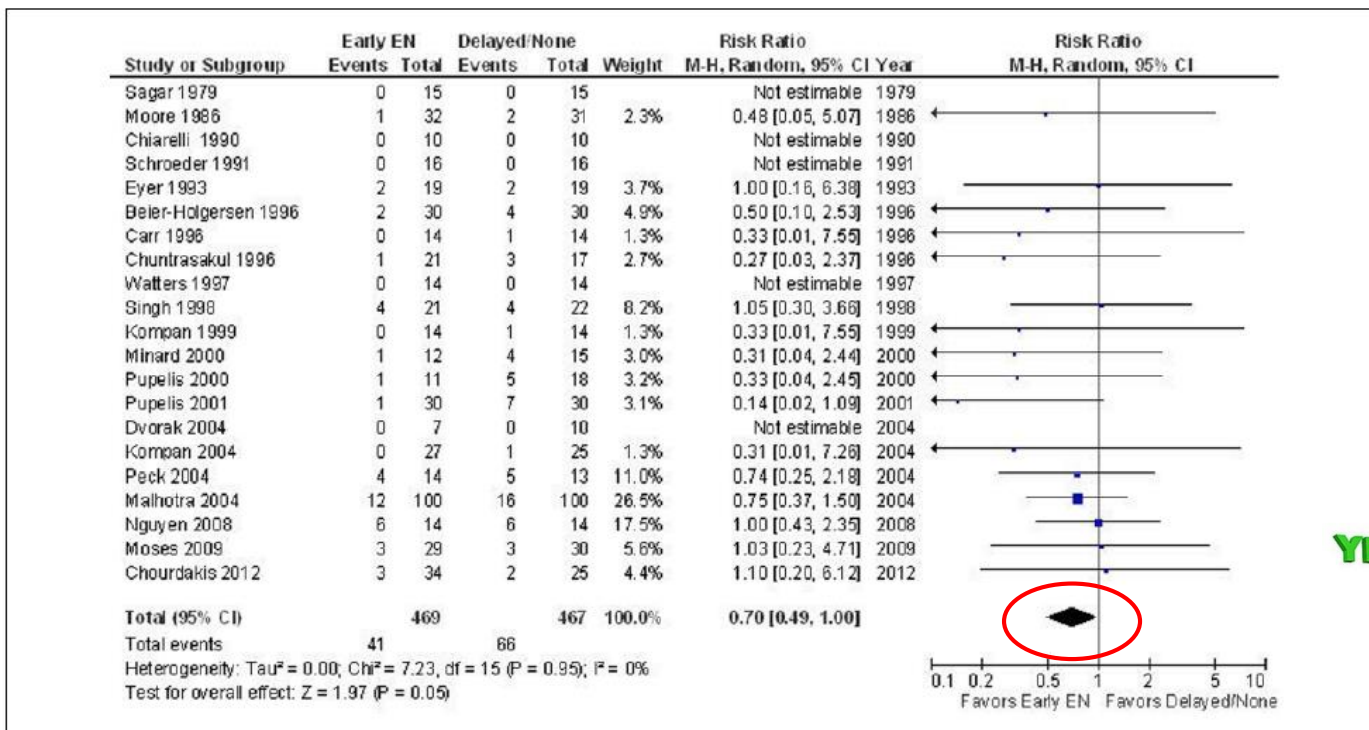 Early EN Delayed/None Risk Ratio Risk Ratio
Study or Subgroup Events Total Events Total Weight M-H, Random, 95% CI Year M-H, Random, 95% CI
Sagar 1979 0 15 0 15 Not estimable 1979
Moore 1986 1 32 2 31 2.3% 0.48 [0.05, 5.07] 1986
Chiarelli 1990 0 10 0 10 Not estimable 1990
Schroeder 1991 0 16 0 16 Not estimable 1991
Eyer 1993 2 19 2 19 3.7% 1.00 [0.16, 6.38] 1993
Beier-Holgersen 1996 2 30 4 30 4.9% 0.50 [0.10, 2.53] 1996
Carr 1996 0 14 1 14 1.3% 0.33 [0.01, 7.55] 1996
Chuntrasakul 1996 1 21 3 17 2.7% 0.27 [0.03, 2.37] 1996
Watters 1997 0 14 0 14 Not estimable 1997
Singh 1998 4 21 4 22 8.2% 1.05 [0.30, 3.66] 1998
Kompan 1999 0 14 1 14 1.3% 0.33 [0.01, 7.55] 1999
Minard 2000 1 12 4 15 3.0% 0.31 [0.04, 2.44] 2000
Pupelis 2000 1 11 5 18 3.2% 0.33 [0.04, 2.45] 2000
Pupelis 2001 1 30 7 30 3.1% 0.14 [0.02, 1.09] 2001
Dvorak 2004 0 7 0 10 Not estimable 2004
Kompan 2004 0 27 1 25 1.3% 0.31 [0.01, 7.26] 2004
Peck 2004 4 14 5 13 11.0% 0.74 [0.25, 2.18] 2004
Malhotra 2004 12 100 16 100 26.5% 0.75 [0.37, 1.50] 2004
Nguyen 2008 6 14 6 14 17.5% 1.00 [0.43, 2.35] 2008
Moses 2009 3 29 3 30 5.6% 1.03 [0.23, 4.71] 2009
Chourdakis 2012 3 34 2 25 4.4% 1.10 [0.20, 6.12] 2012
Total (95% CI) 469 467 100.0% 0.70 [0.49, 1.00]
Total events 41 66
Heterogeneity: Tau² = 0.00; Chi² = 7.23, df = 15 (P = 0.95); I² = 0%
Test for overall effect: Z = 1.97 (P = 0.05)
0.1 0.2 0.5 1 2 5 10
Favors Early EN Favors Delayed/None